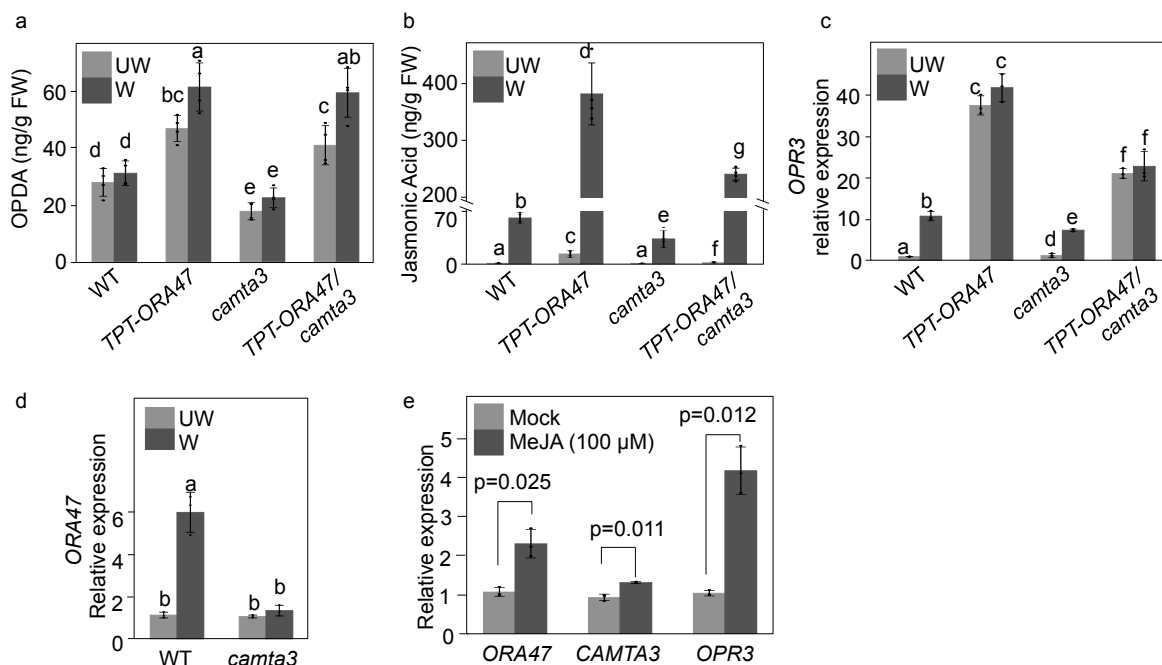 a
OPDA (ng/g FW)
60
40
20
0
UW
W
d
d
bc
a
e
e
c
ab
WT
TPT-ORA47
camta3
TPT-ORA47/
camta3
b
Jasmonic Acid (ng/g FW)
400
300
200
70
0
UW
W
a
b
c
d
a
e
f
g
WT
TPT-ORA47
camta3
TPT-ORA47/
camta3
c
OPR3
relative expression
40
30
20
10
0
UW
W
a
b
c
c
d
e
f
f
WT
TPT-ORA47
camta3
TPT-ORA47/
camta3
d
ORA47
Relative expression
6
4
2
0
UW
W
b
a
b
b
WT
camta3
e
Relative expression
5
4
3
2
1
0
Mock
MeJA (100 µM)
p=0.025
p=0.011
p=0.012
ORA47
CAMTA3
OPR3